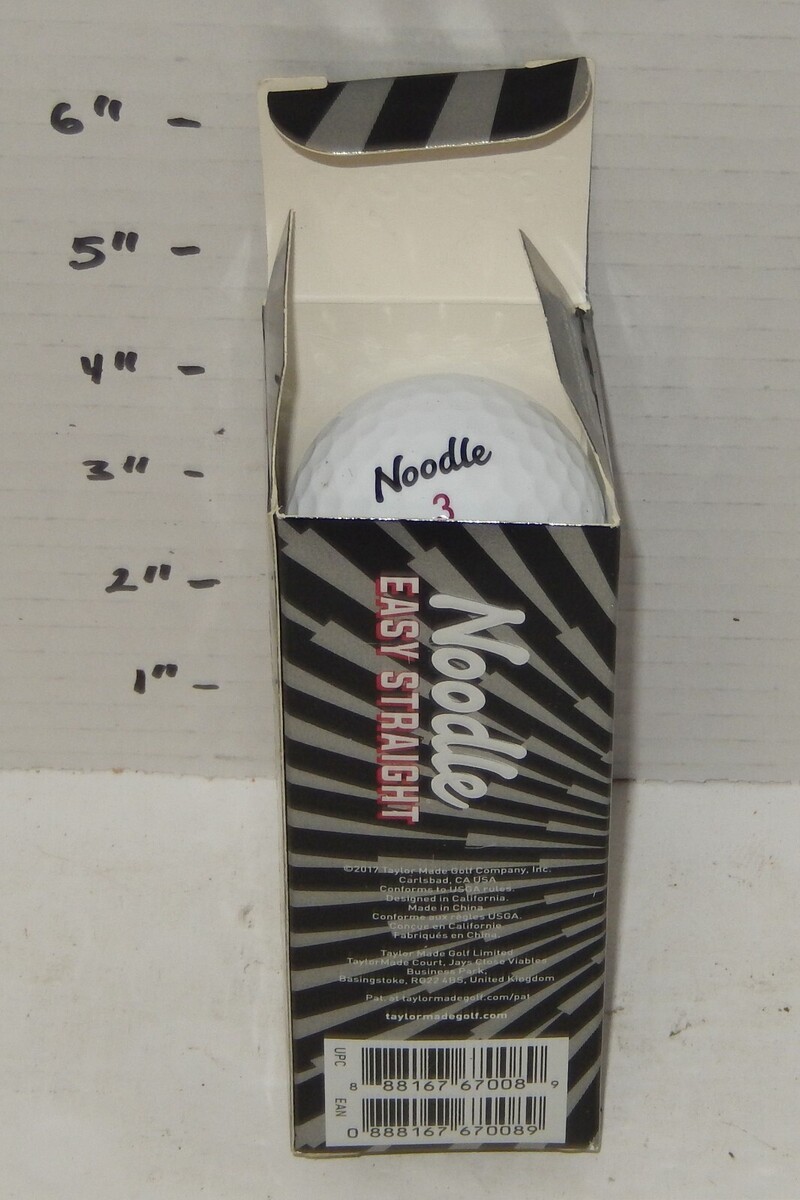 6" -
5" -
4" -
3" -
2" -
1" -
Noodle
3
Noodle
EASY STRAIGHT
©2017 Taylor Made Golf Company, Inc.
Carlsbad, CA USA
Conforms to USGA rules.
Designed in California.
Made in China.
Conforme aux règles USGA.
Conçue en Californie.
Fabriqués en China.
Taylor Made Golf Limited
TaylorMade Court, Jays Close Viables
Business Park,
Basingstoke, RG22 4BS, United Kingdom
Pat. at taylormadegolf.com/pat
taylormadegolf.com
UPC
8 88167 67008 9
EAN
0 888167 670089